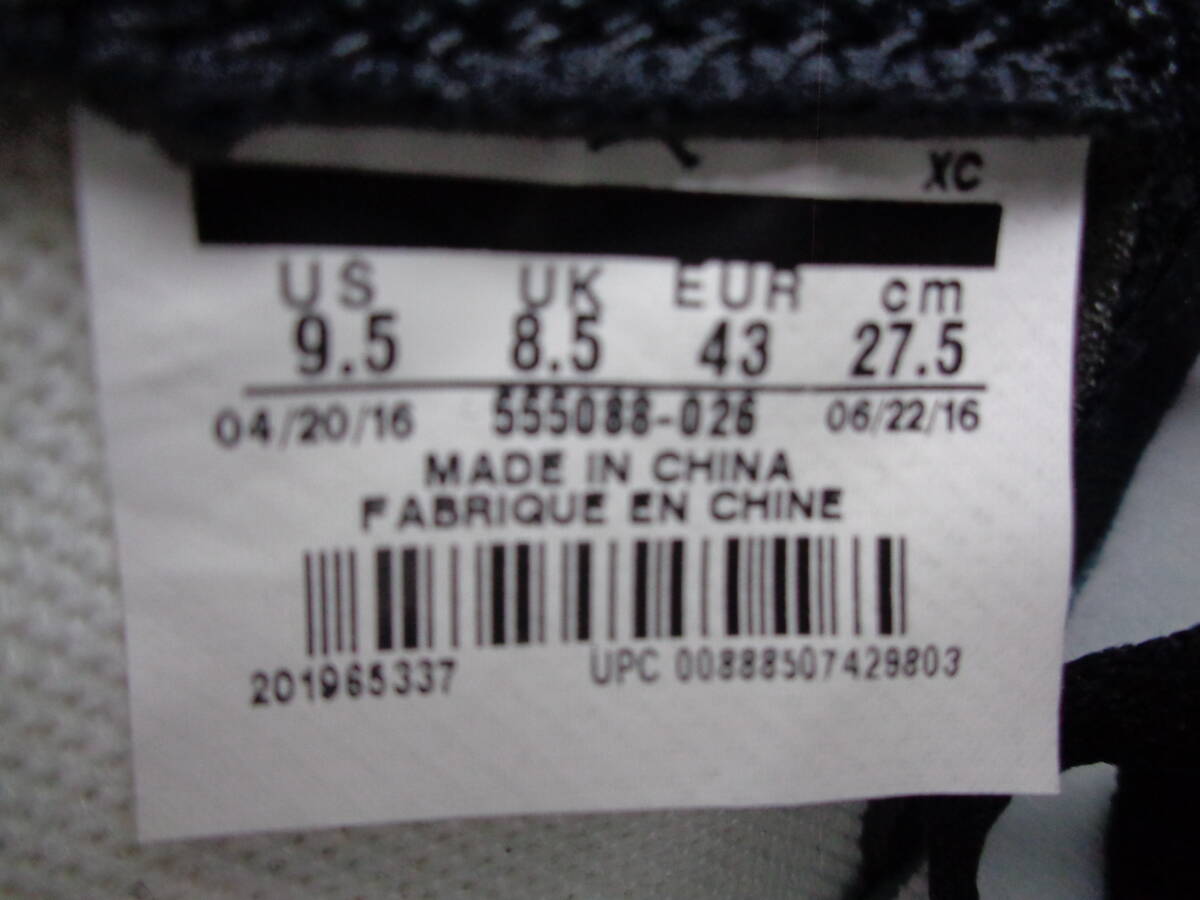 XC
US UK EUR cm
9.5 8.5 43 27.5
04/20/16 555088-026 06/22/16
MADE IN CHINA
FABRIQUE EN CHINE
201965337 UPC 00888507429803